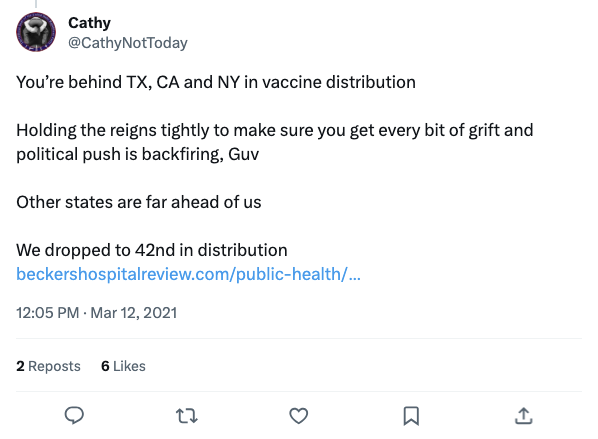 Cathy
@CathyNotToday
You’re behind TX, CA and NY in vaccine distribution
Holding the reigns tightly to make sure you get every bit of grift and
political push is backfiring, Guv
Other states are far ahead of us
We dropped to 42nd in distribution
beckershospitalreview.com/public-health/…
12:05 PM · Mar 12, 2021
2 Reposts 6 Likes